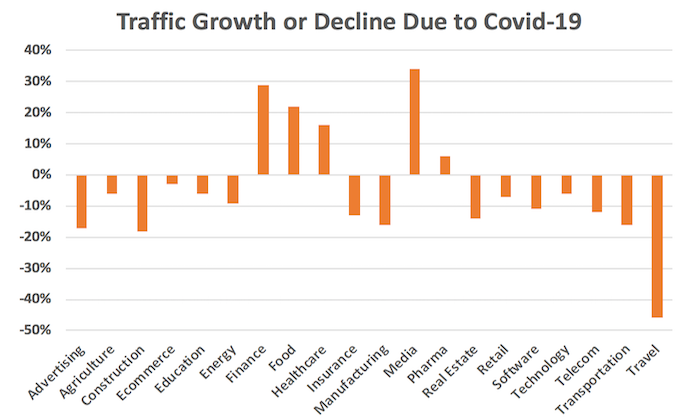 Traffic Growth or Decline Due to Covid-19
40%
30%
20%
10%
0%
-10%
-20%
-30%
-40%
-50%
Advertising
Agriculture
Construction
Ecommerce
Education
Energy
Finance
Food
Healthcare
Insurance
Manufacturing
Media
Pharma
Real Estate
Retail
Software
Technology
Telecom
Transportation
Travel